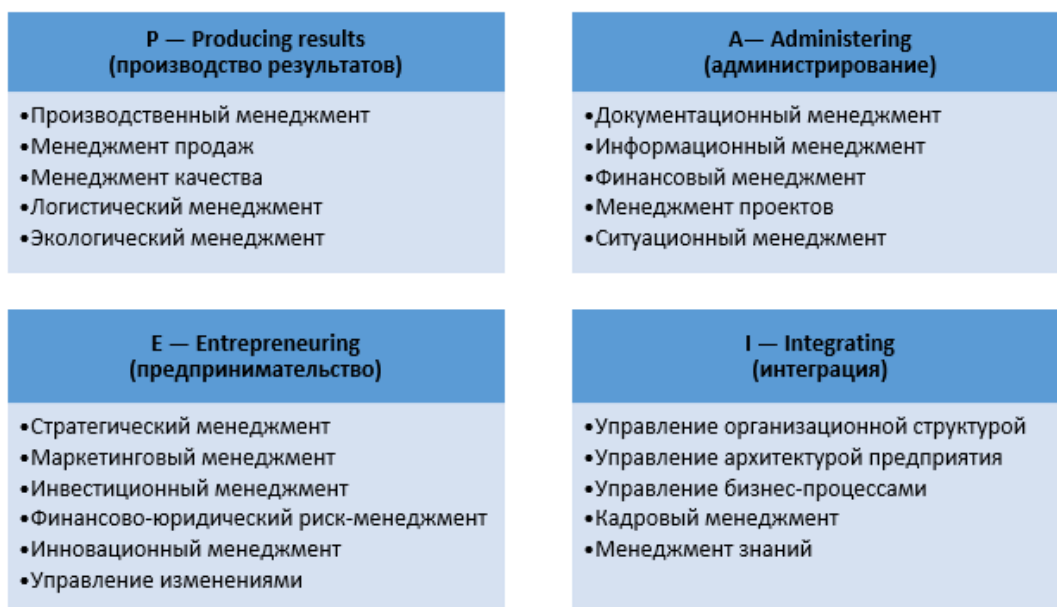 P — Producing results
(производство результатов)
•Производственный менеджмент
•Менеджмент продаж
•Менеджмент качества
•Логистический менеджмент
•Экологический менеджмент
A— Administering
(администрирование)
•Документационный менеджмент
•Информационный менеджмент
•Финансовый менеджмент
•Менеджмент проектов
•Ситуационный менеджмент
E — Entrepreneuring
(предпринимательство)
•Стратегический менеджмент
•Маркетинговый менеджмент
•Инвестиционный менеджмент
•Финансово-юридический риск-менеджмент
•Инновационный менеджмент
•Управление изменениями
I — Integrating
(интеграция)
•Управление организационной структурой
•Управление архитектурой предприятия
•Управление бизнес-процессами
•Кадровый менеджмент
•Менеджмент знаний